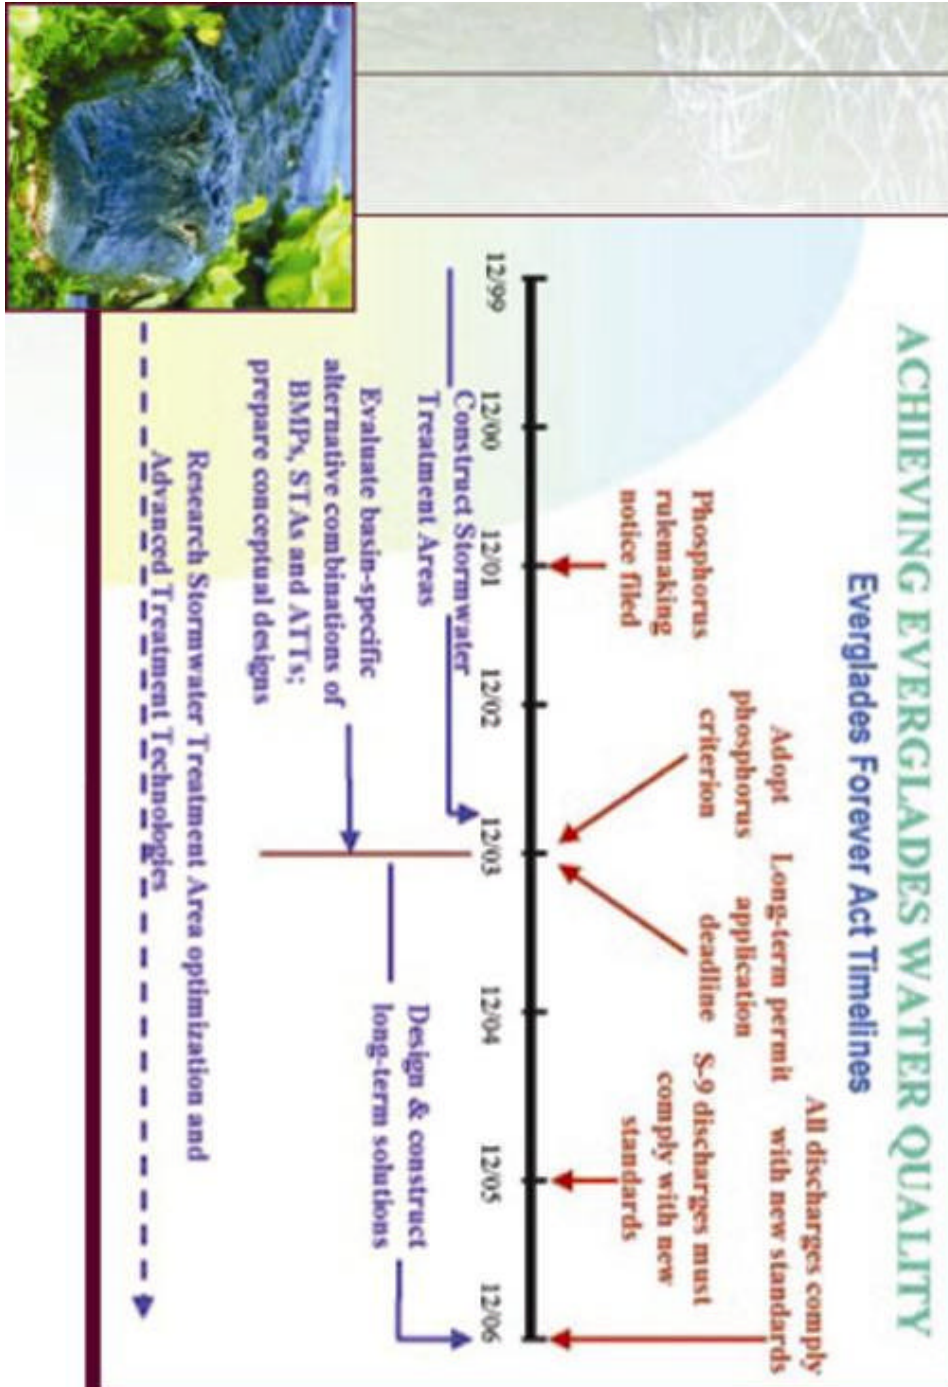 ACHIEVING EVERGLADES WATER QUALITY
Everglades Forever Act Timelines
Phosphorus
rulemaking
notice filed
Adopt
phosphorus
criterion
Long-term permit
application
deadline
S-9 discharges must
comply with new
standards
All discharges comply
with new standards
12/99
12/00
12/01
12/02
12/03
12/04
12/05
12/06
Construct Stormwater
Treatment Areas
Evaluate basin-specific
alternative combinations of
BMPs, STAs and ATTs;
prepare conceptual designs
Design & construct
long-term solutions
Research Stormwater Treatment Area optimization and
Advanced Treatment Technologies